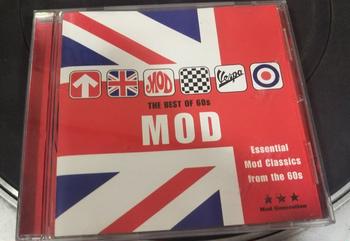 MOD
Vespa
THE BEST OF 60s
MOD
Essential
Mod Classics
from the 60s
Mod Generation